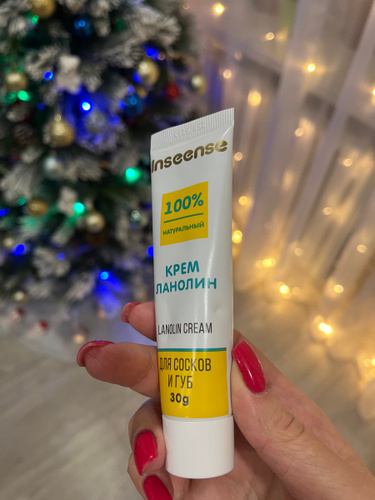 Inseense
100%
НАТУРАЛЬНЫЙ
КРЕМ
ЛАНОЛИН
LANOLIN CREAM
ДЛЯ СОСКОВ
И ГУБ
30g